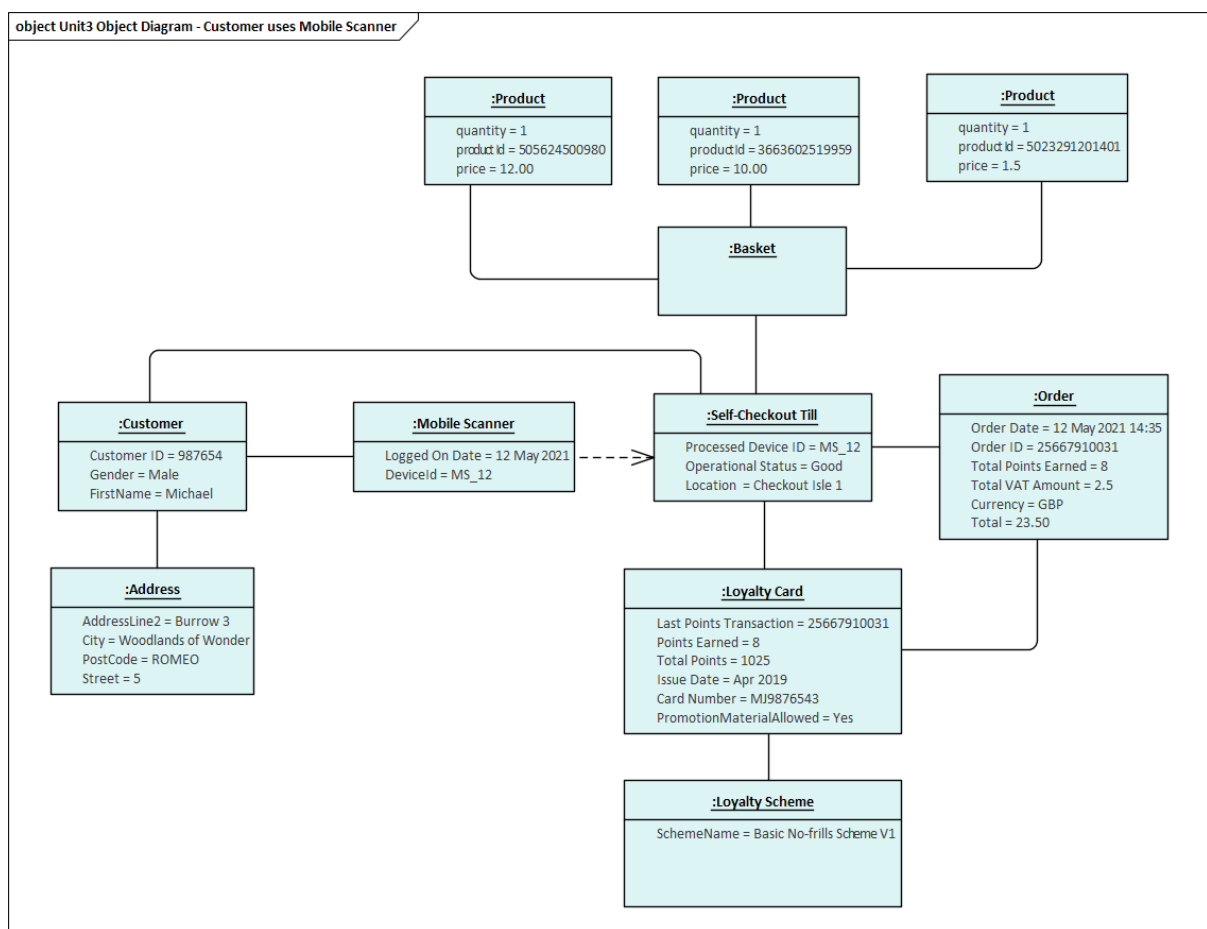 object Unit3 Object Diagram - Customer uses Mobile Scanner
:Product
quantity = 1
productId = 505624500980
price = 12.00
:Product
quantity = 1
productId = 3663602519959
price = 10.00
:Product
quantity = 1
productId = 5023291201401
price = 1.5
:Basket
:Customer
Customer ID = 987654
Gender = Male
FirstName = Michael
:Mobile Scanner
Logged On Date = 12 May 2021
DeviceId = MS_12
:Self-Checkout Till
Processed Device ID = MS_12
Operational Status = Good
Location = Checkout Isle 1
:Order
Order Date = 12 May 2021 14:35
Order ID = 25667910031
Total Points Earned = 8
Total VAT Amount = 2.5
Currency = GBP
Total = 23.50
:Address
AddressLine2 = Burrow 3
City = Woodlands of Wonder
PostCode = ROMEO
Street = 5
:Loyalty Card
Last Points Transaction = 25667910031
Points Earned = 8
Total Points = 1025
Issue Date = Apr 2019
Card Number = MJ9876543
PromotionMaterialAllowed = Yes
:Loyalty Scheme
SchemeName = Basic No-frills Scheme V1